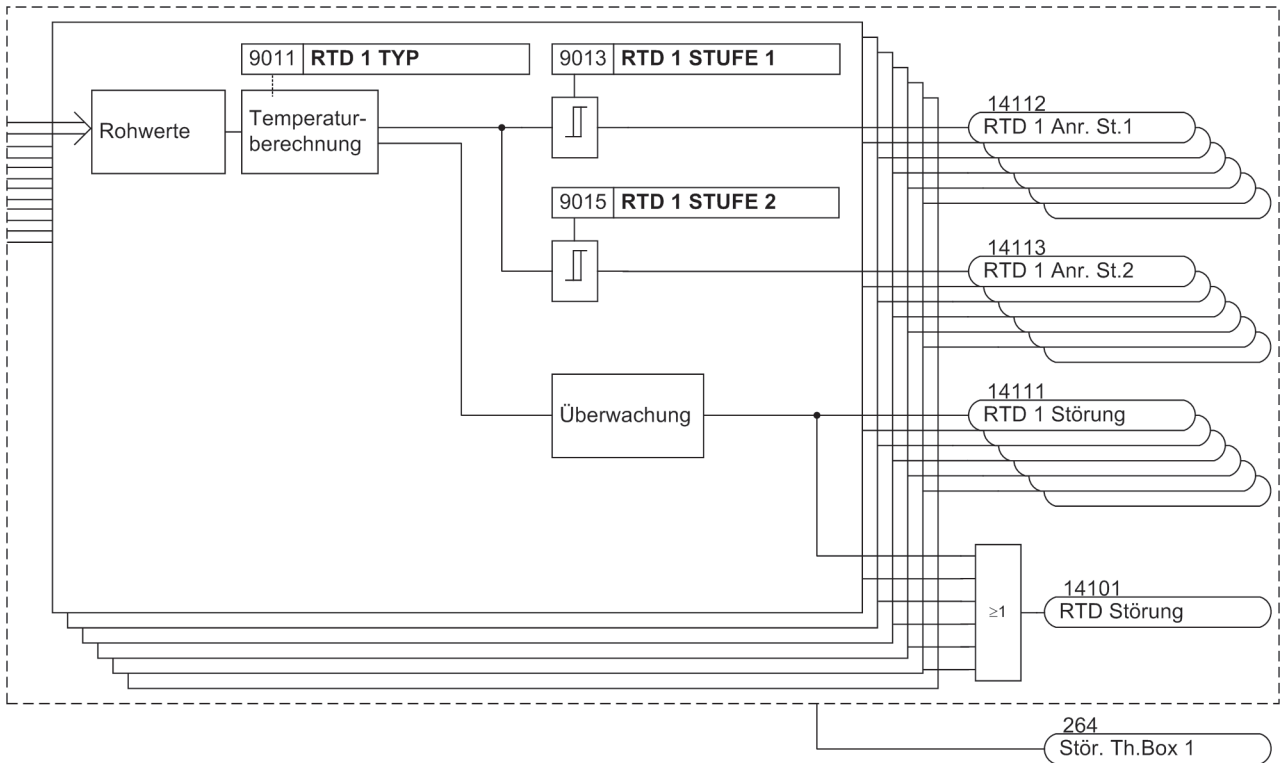 9011 RTD 1 TYP
9013 RTD 1 STUFE 1
Rohwerte
Temperatur-
berechnung
14112
RTD 1 Anr. St.1
9015 RTD 1 STUFE 2
14113
RTD 1 Anr. St.2
Überwachung
14111
RTD 1 Störung
≥1
14101
RTD Störung
264
Stör. Th.Box 1